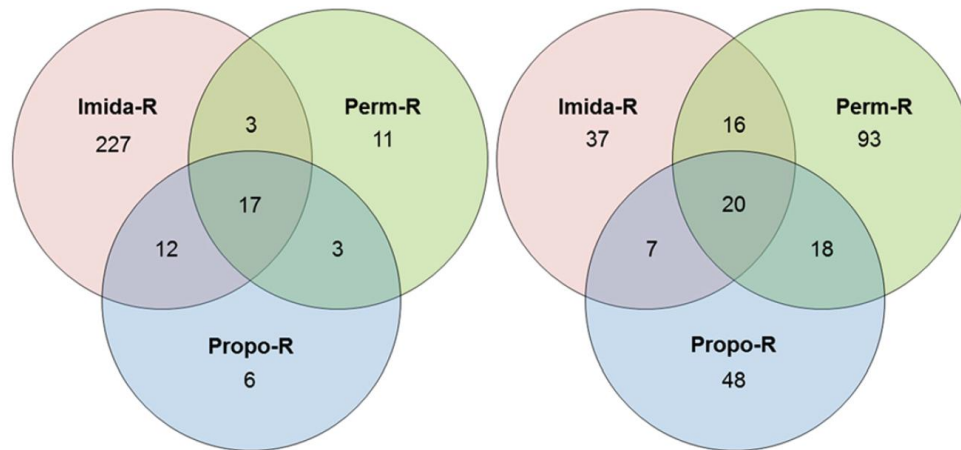 Imida-R
227
3
Perm-R
11
17
12
3
Propo-R
6
Imida-R
37
16
Perm-R
93
20
7
18
Propo-R
48